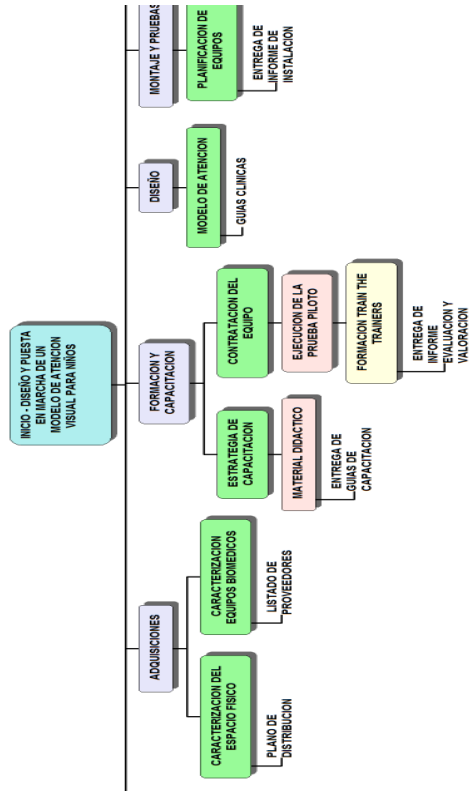 INICIO - DISEÑO Y PUESTA
EN MARCHA DE UN
MODELO DE ATENCION
VISUAL PARA NIÑOS
ADQUISICIONES
CARACTERIZACION DEL
ESPACIO FISICO
PLANO DE
DISTRIBUCION
CARACTERIZACION
EQUIPOS BIOMEDICOS
LISTADO DE
PROVEEDORES
FORMACION Y
CAPACITACION
ESTRATEGIA DE
CAPACITACION
MATERIAL DIDACTICO
ENTREGA DE
GUIAS DE
CAPACITACION
CONTRATACION DEL
EQUIPO
EJECUCION DE LA
PRUEBA PILOTO
FORMACION TRAIN THE
TRAINERS
ENTREGA DE
INFORME
EVALUACION Y
VALORACION
DISEÑO
MODELO DE ATENCION
GUIAS CLINICAS
MONTAJE Y PRUEBAS
PLANIFICACION DE
EQUIPOS
ENTREGA DE
INFORME DE
INSTALACION